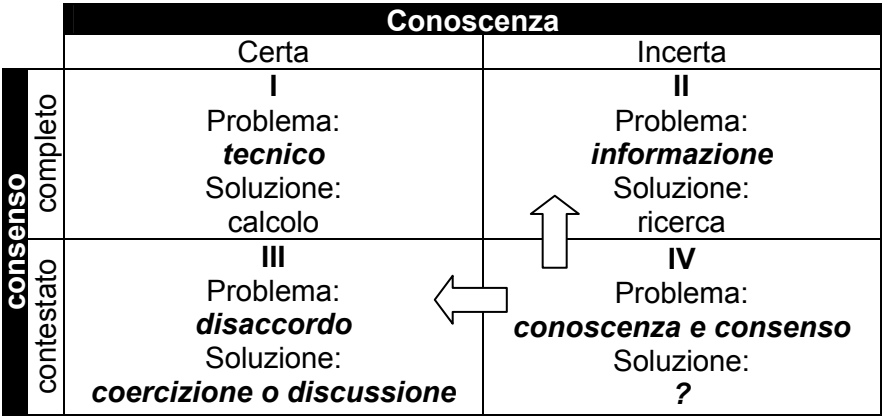 Conoscenza
Certa
Incerta
consenso
completo
I
Problema:
tecnico
Soluzione:
calcolo
II
Problema:
informazione
Soluzione:
ricerca
contestato
III
Problema:
disaccordo
Soluzione:
coercizione o discussione
IV
Problema:
conoscenza e consenso
Soluzione:
?